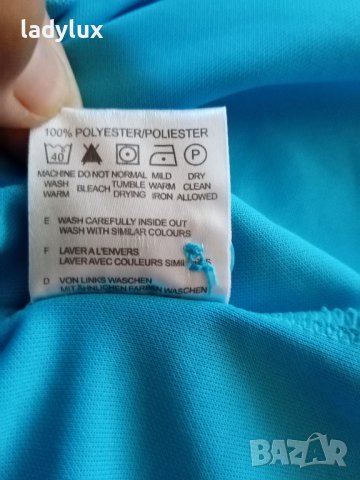 ladylux
100% POLYESTER/POLIESTER
40 P
MACHINE DO NOT NORMAL MILD DRY
WASH BLEACH TUMBLE WARM CLEAN
WARM DRYING IRON ALLOWED
E WASH CAREFULLY INSIDE OUT
WASH WITH SIMILAR COLOURS
F LAVER A L'ENVERS
LAVER AVEC COULEURS
D VON LINKS WASCHEN
MIT ÄHNLICHEN FARBEN WASCHEN
BAZAR